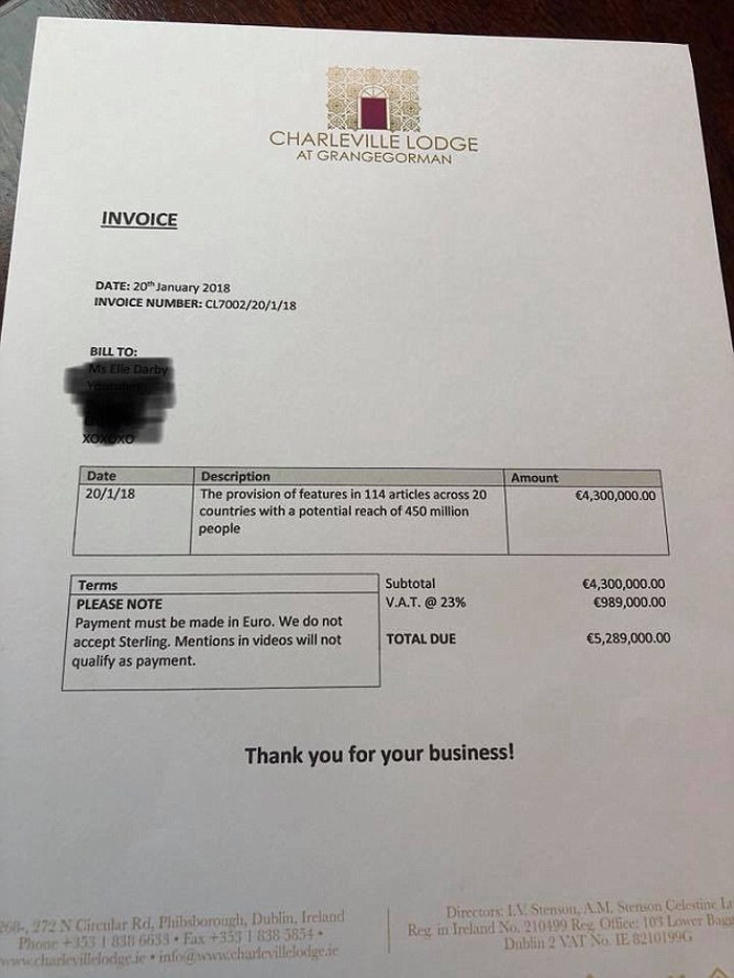 CHARLEVILLE LODGE
AT GRANGEGORMAN
INVOICE
DATE: 20th January 2018
INVOICE NUMBER: CL7002/20/1/18
BILL TO:
Ms Elle Darby
XOXOXO
Date Description Amount
20/1/18 The provision of features in 114 articles across 20 €4,300,000.00
countries with a potential reach of 450 million
people
Terms
PLEASE NOTE
Payment must be made in Euro. We do not
accept Sterling. Mentions in videos will not
qualify as payment.
Subtotal €4,300,000.00
V.A.T. @ 23% €989,000.00
TOTAL DUE €5,289,000.00
Thank you for your business!
268-, 272 N Circular Rd, Phibsborough, Dublin, Ireland
Phone +353 1 838 6633 • Fax +353 1 838 5854 •
www.charlevillelodge.ie • info@www.charlevillelodge.ie
Directors: I.V. Stenson, A.M. Stenson Celestine
Reg in Ireland No. 210499 Reg. Office: 103 Lower
Dublin 2 VAT No. IE 8210199G